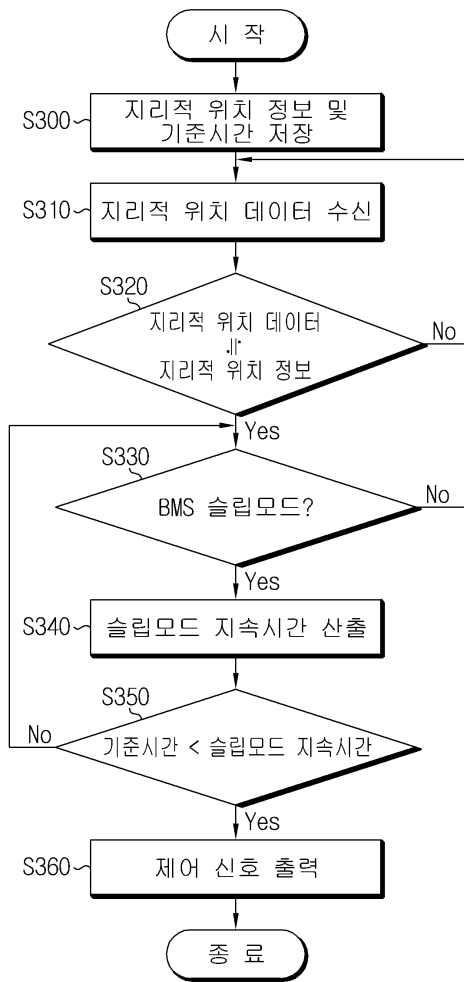 시 작
S300
지리적 위치 정보 및
기준시간 저장
S310
지리적 위치 데이터 수신
S320
지리적 위치 데이터
≒
지리적 위치 정보
No
Yes
S330
BMS 슬립모드?
No
Yes
S340
슬립모드 지속시간 산출
S350
기준시간 < 슬립모드 지속시간
No
Yes
S360
제어 신호 출력
종 료